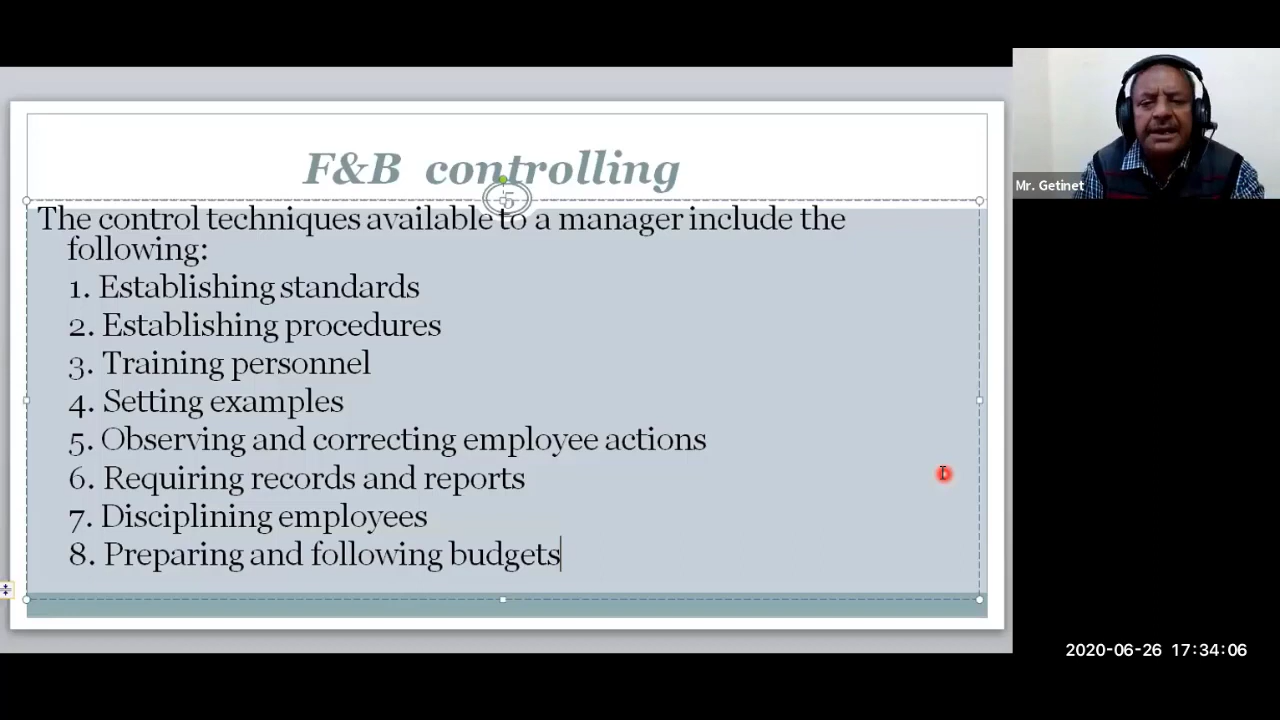 F&B controlling
5
The control techniques available to a manager include the
following:
1. Establishing standards
2. Establishing procedures
3. Training personnel
4. Setting examples
5. Observing and correcting employee actions
6. Requiring records and reports
7. Disciplining employees
8. Preparing and following budgets
Mr. Getinet
2020-06-26 17:34:06